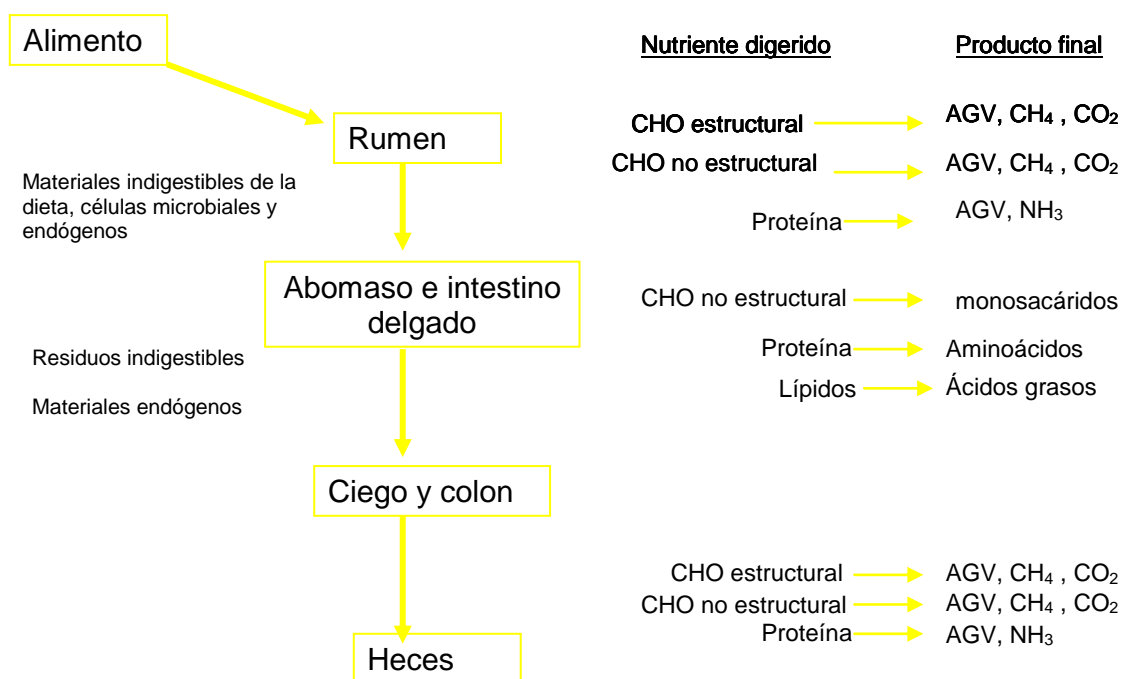 Alimento
Nutriente digerido Producto final
Rumen
CHO estructural AGV, CH₄ , CO₂
CHO no estructural AGV, CH₄ , CO₂
Proteína AGV, NH₃
Materiales indigestibles de la
dieta, células microbiales y
endógenos
Abomaso e intestino
delgado
CHO no estructural monosacáridos
Proteína Aminoácidos
Lípidos Ácidos grasos
Residuos indigestibles
Materiales endógenos
Ciego y colon
CHO estructural AGV, CH₄ , CO₂
CHO no estructural AGV, CH₄ , CO₂
Proteína AGV, NH₃
Heces